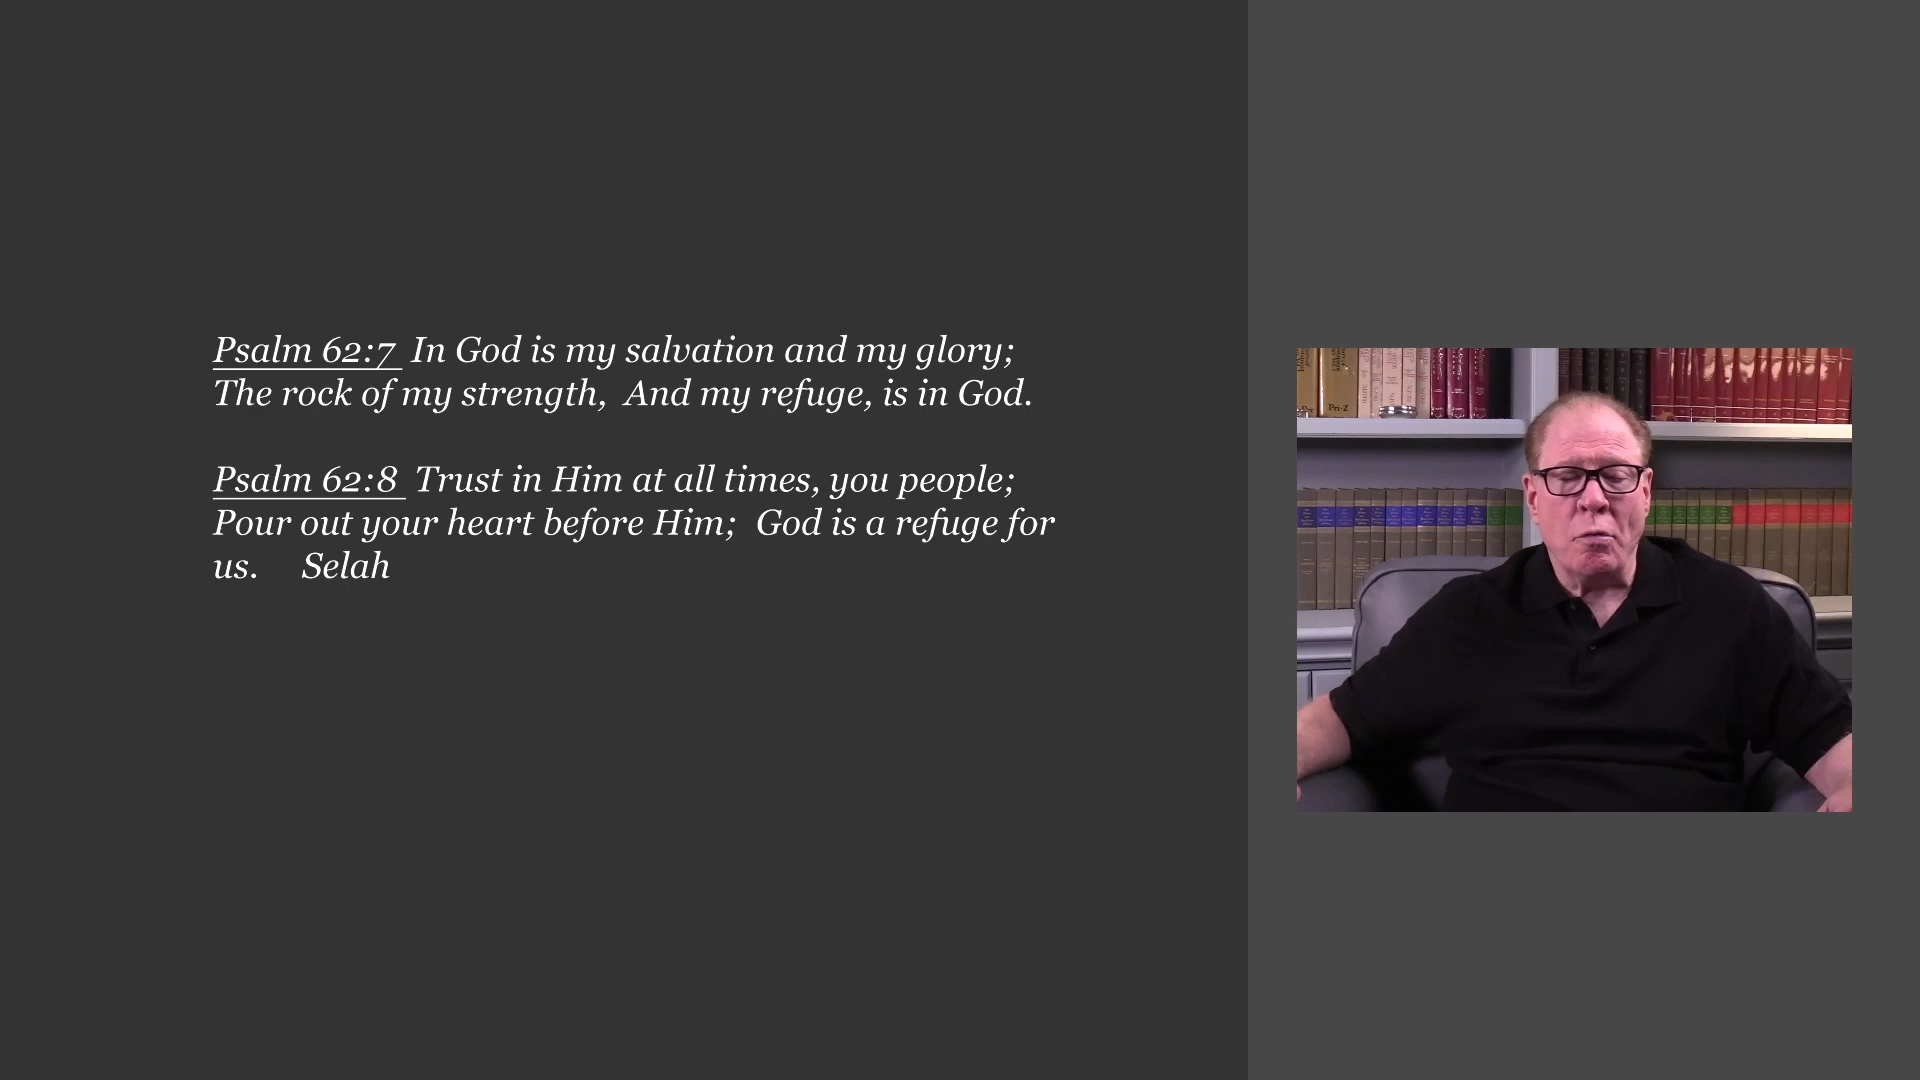 Psalm 62:7  In God is my salvation and my glory;
The rock of my strength,  And my refuge, is in God.
Psalm 62:8  Trust in Him at all times, you people;
Pour out your heart before Him;  God is a refuge for
us.    Selah
Pri-Z